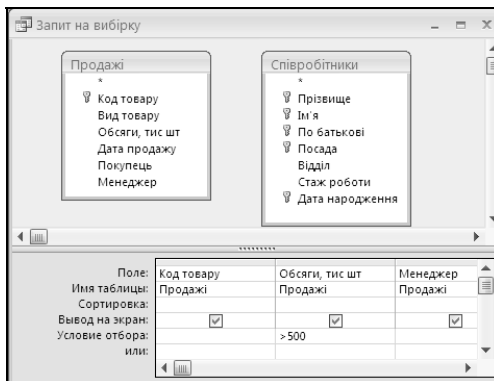 Запит на вибірку
Продажі
*
Код товару
Вид товару
Обсяги, тис шт
Дата продажу
Покупець
Менеджер
Співробітники
*
Прізвище
Ім'я
По батькові
Посада
Відділ
Стаж роботи
Дата народження
Поле: Код товару Обсяги, тис шт Менеджер
Имя таблицы: Продажі Продажі Продажі
Сортировка:
Вывод на экран:
Условие отбора: >500
или: